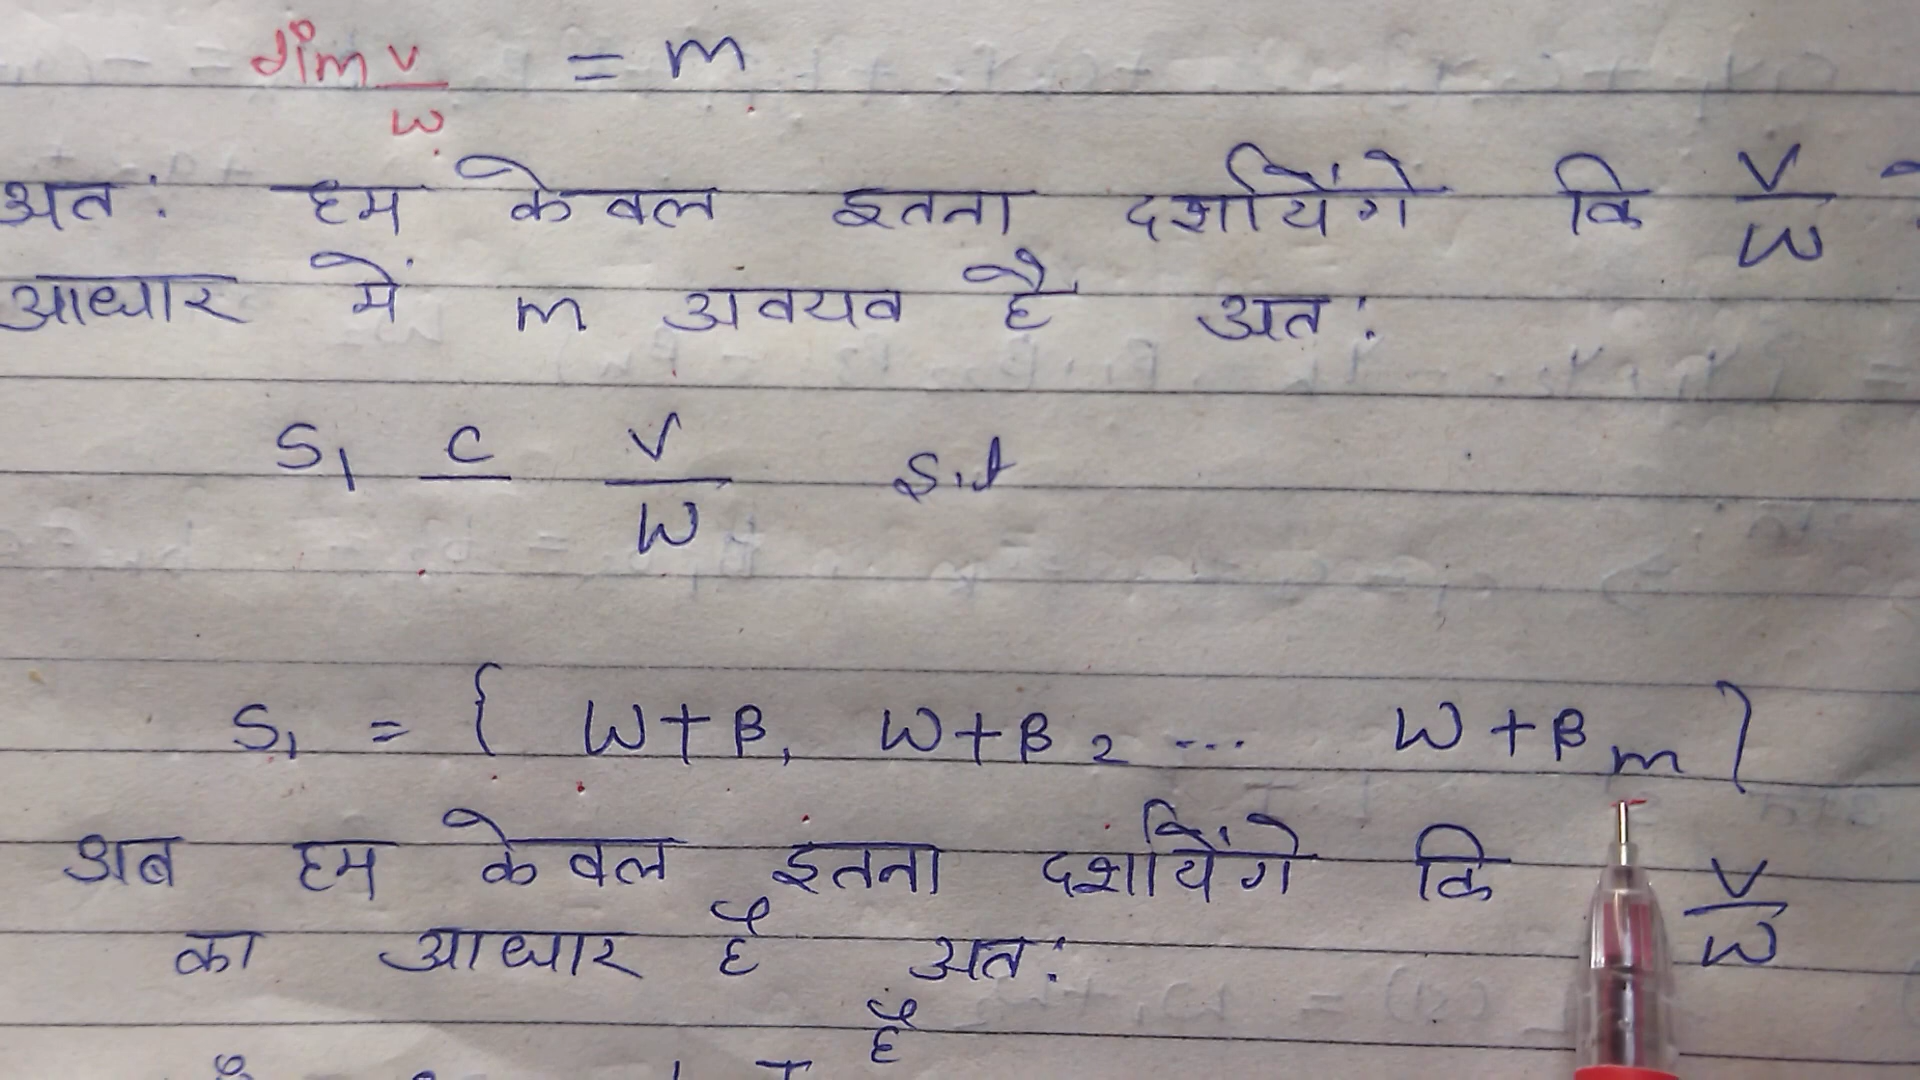 dim V/W = m
अत: हम केवल इतना दर्शायेंगे कि V/W
आधार में m अवयव है अत:
S₁ ⊆ V/W s.t
S₁ = { W+β₁ W+β₂ ... W+βₘ }
अब हम केवल इतना दर्शायेंगे कि V/W
का आधार है अत:
है